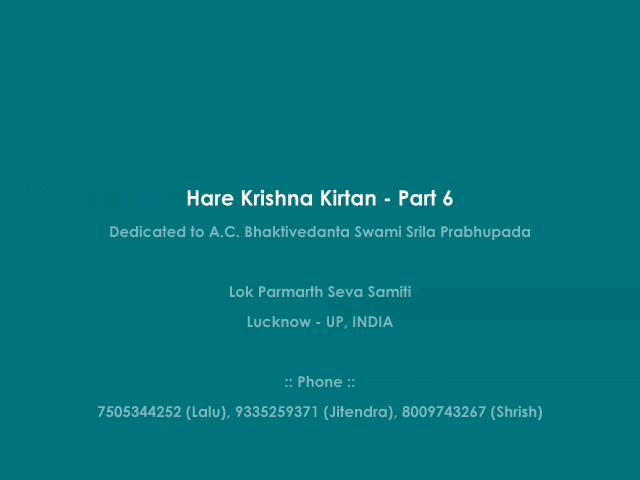 Hare Krishna Kirtan - Part 6
Dedicated to A.C. Bhaktivedanta Swami Srila Prabhupada
Lok Parmarth Seva Samiti
Lucknow - UP, INDIA
:: Phone ::
7505344252 (Lalu), 9335259371 (Jitendra), 8009743267 (Shrish)